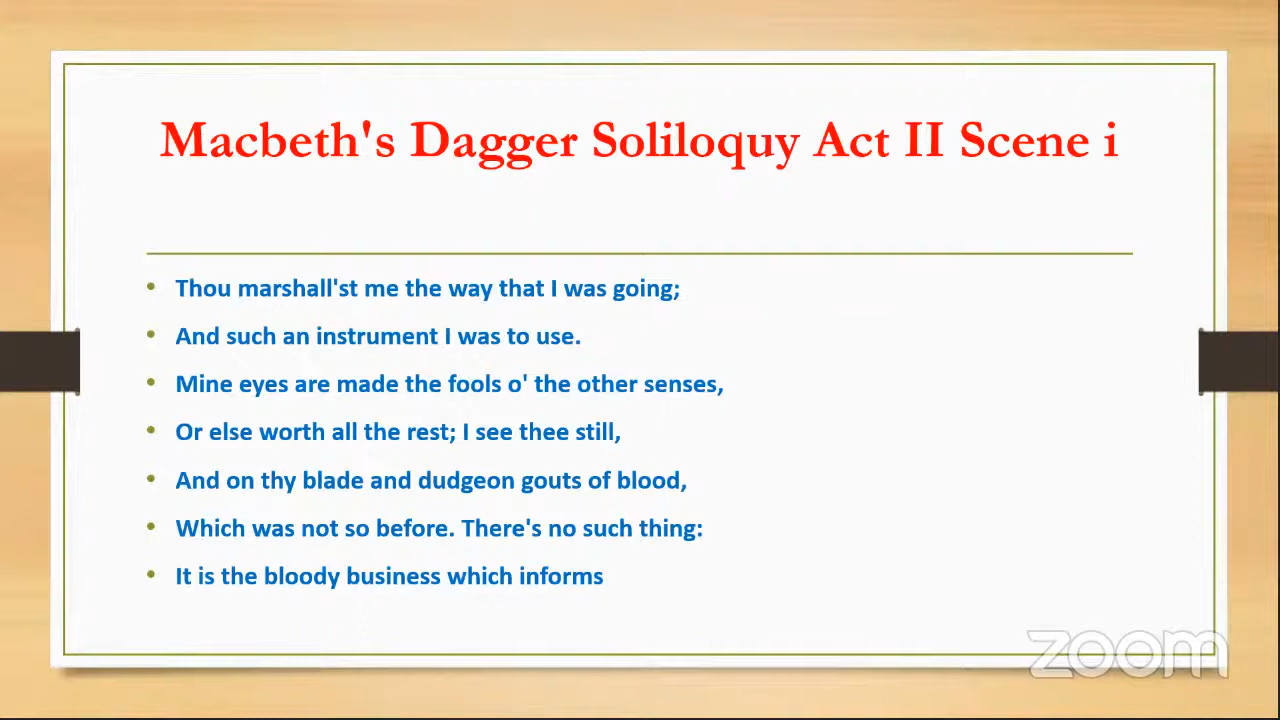 Macbeth's Dagger Soliloquy Act II Scene i
• Thou marshall'st me the way that I was going;
• And such an instrument I was to use.
• Mine eyes are made the fools o' the other senses,
• Or else worth all the rest; I see thee still,
• And on thy blade and dudgeon gouts of blood,
• Which was not so before. There's no such thing:
• It is the bloody business which informs
zoom